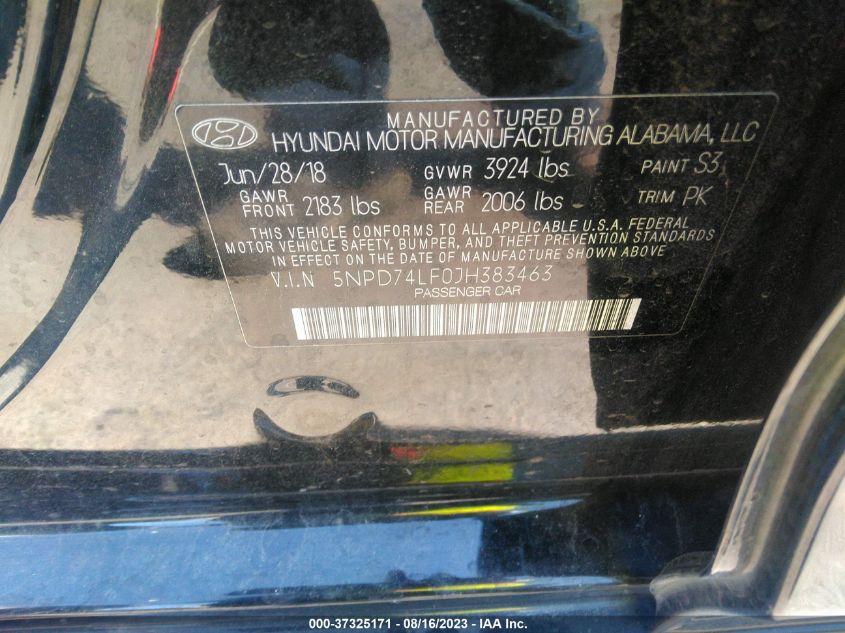 MANUFACTURED BY
HYUNDAI MOTOR MANUFACTURING ALABAMA, LLC
Jun/28/18 GVWR 3924 lbs PAINT S3
GAWR FRONT 2183 lbs GAWR REAR 2006 lbs TRIM PK
THIS VEHICLE CONFORMS TO ALL APPLICABLE U.S.A. FEDERAL
MOTOR VEHICLE SAFETY, BUMPER, AND THEFT PREVENTION STANDARDS
IN EFFECT ON THE DATE OF MANUFACTURE SHOWN ABOVE
V.I.N 5NPD74LF0JH383463
PASSENGER CAR
000-37325171 - 08/16/2023 - © IAA Inc.